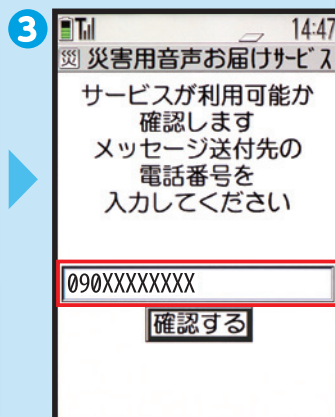 3
14:47
災 災害用音声お届けサービス
サービスが利用可能か
確認します
メッセージ送付先の
電話番号を
入力してください
090XXXXXXXX
確認する